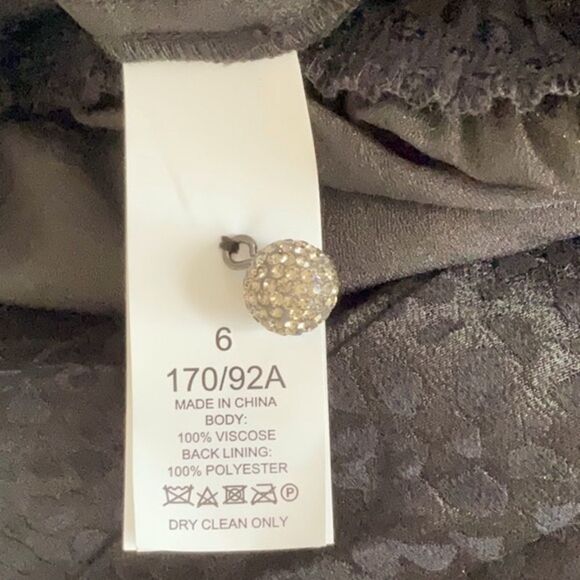 6
170/92A
MADE IN CHINA
BODY:
100% VISCOSE
BACK LINING:
100% POLYESTER
P
DRY CLEAN ONLY